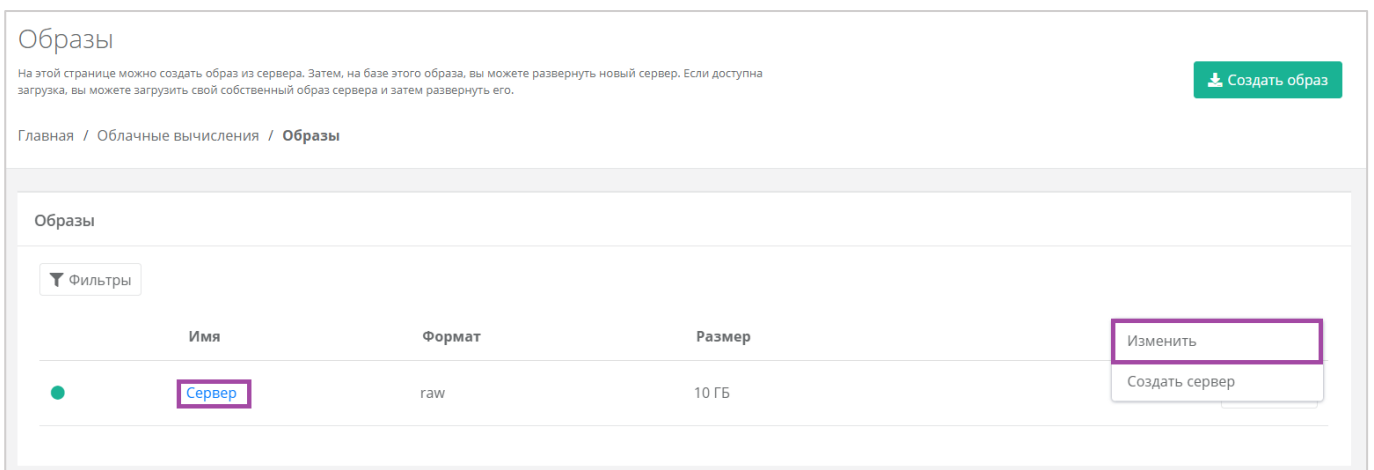 Образы
На этой странице можно создать образ из сервера. Затем, на базе этого образа, вы можете развернуть новый сервер. Если доступна
загрузка, вы можете загрузить свой собственный образ сервера и затем развернуть его.
Создать образ
Главная / Облачные вычисления / Образы
Образы
Фильтры
Имя Формат Размер
Изменить
Создать сервер
Сервер raw 10 ГБ